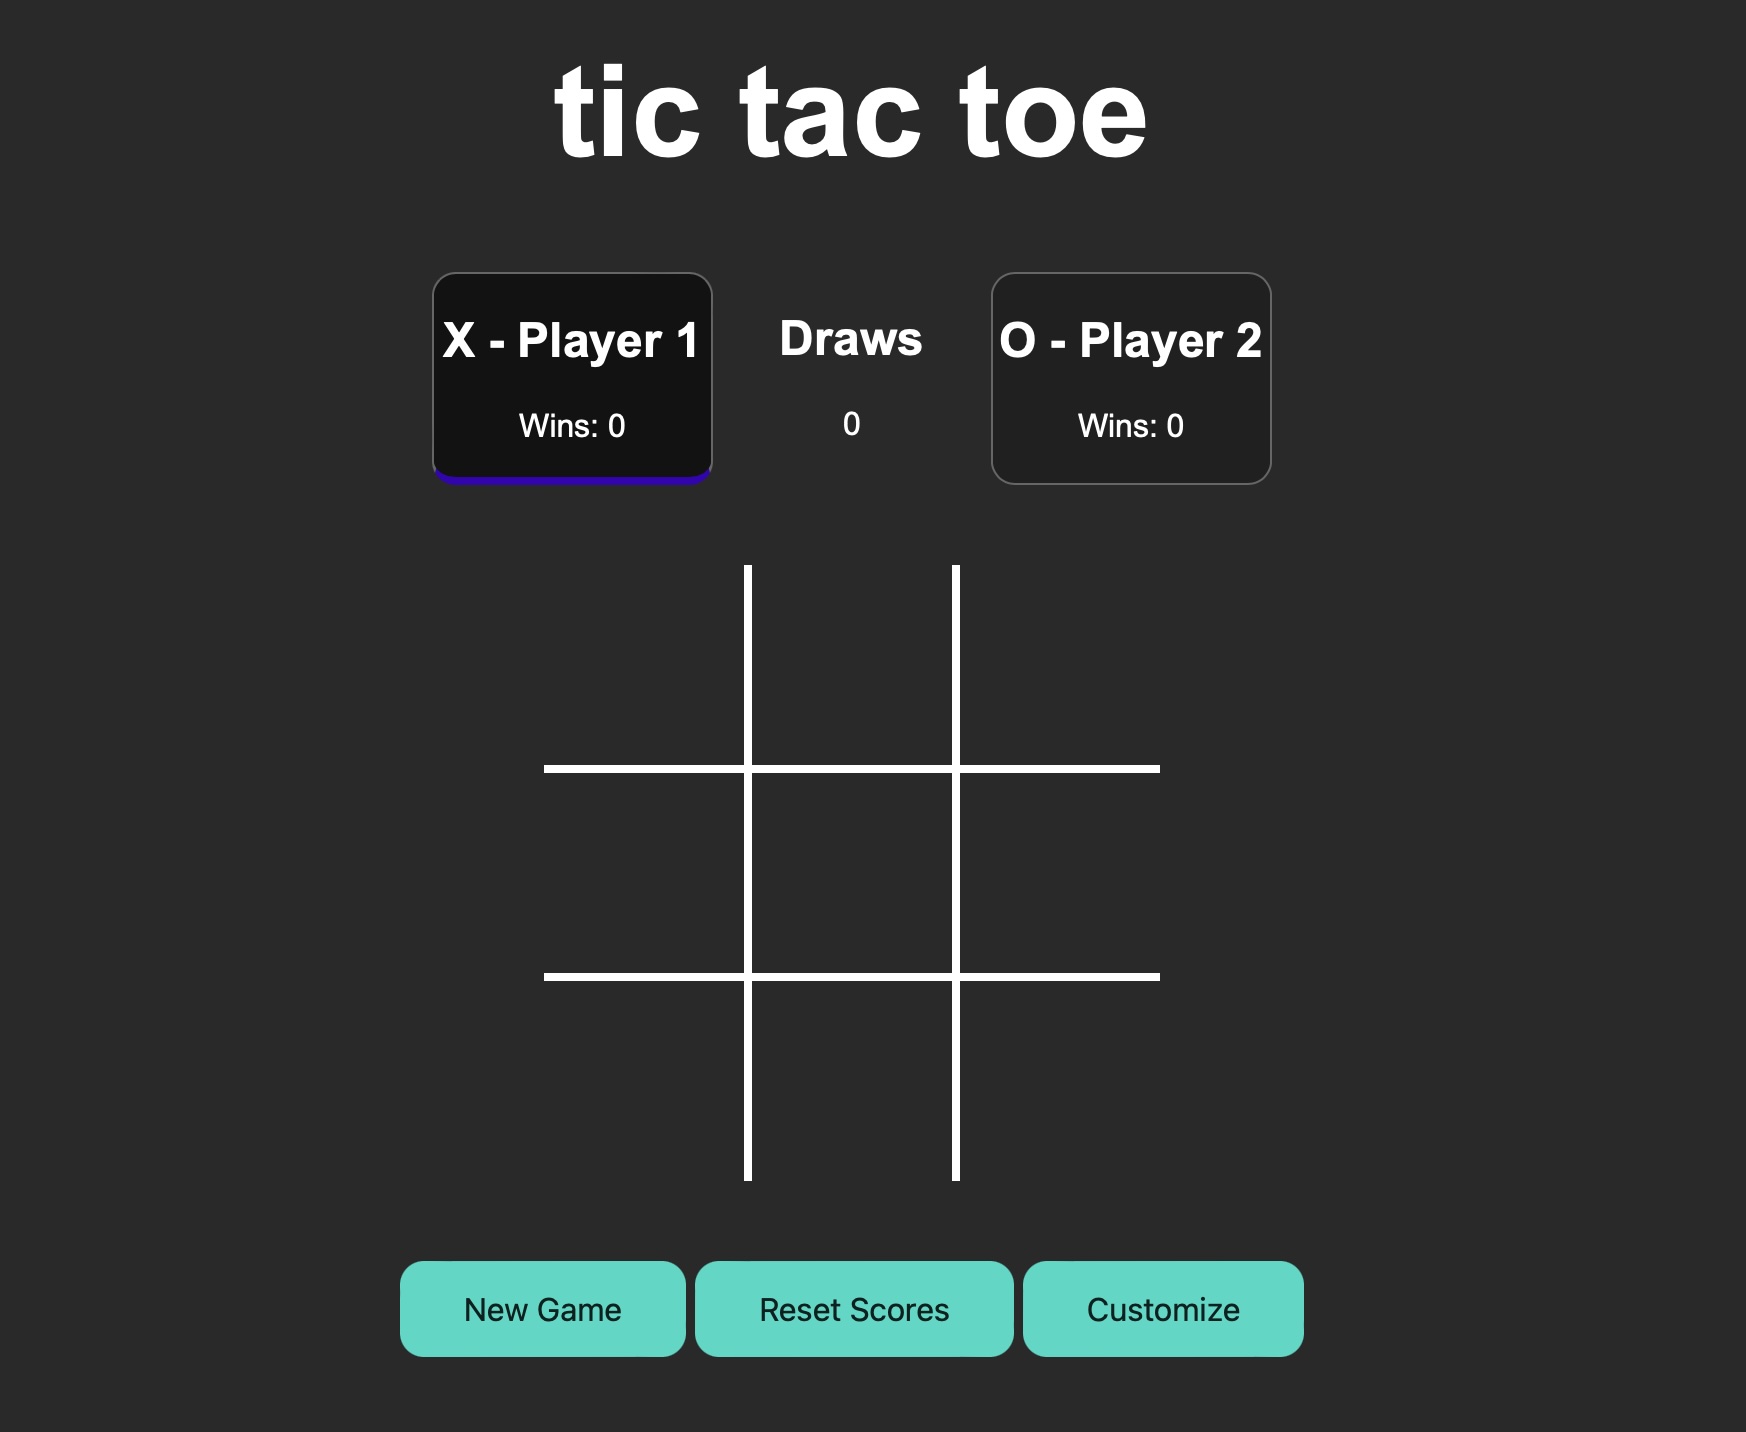 tic tac toe
X - Player 1
Wins: 0
Draws
0
O - Player 2
Wins: 0
New Game
Reset Scores
Customize